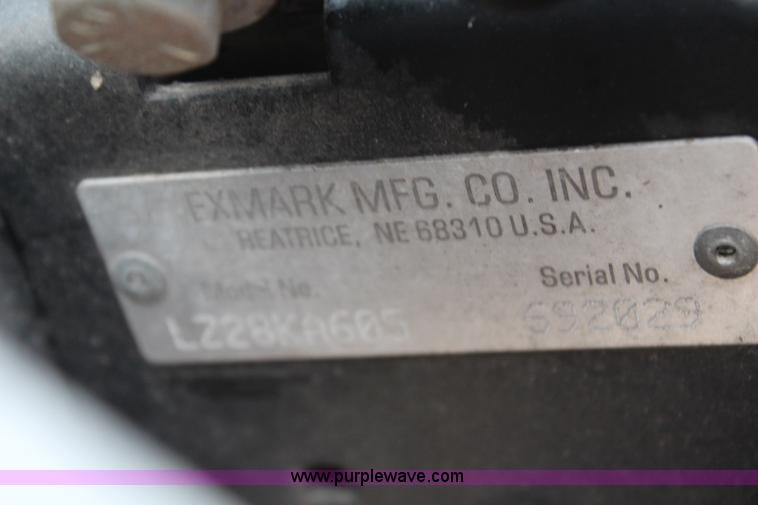 EXMARK MFG. CO. INC.
BEATRICE, NE 68310 U.S.A.
Model No. Serial No.
LZ28KA605 692029
www.purplewave.com